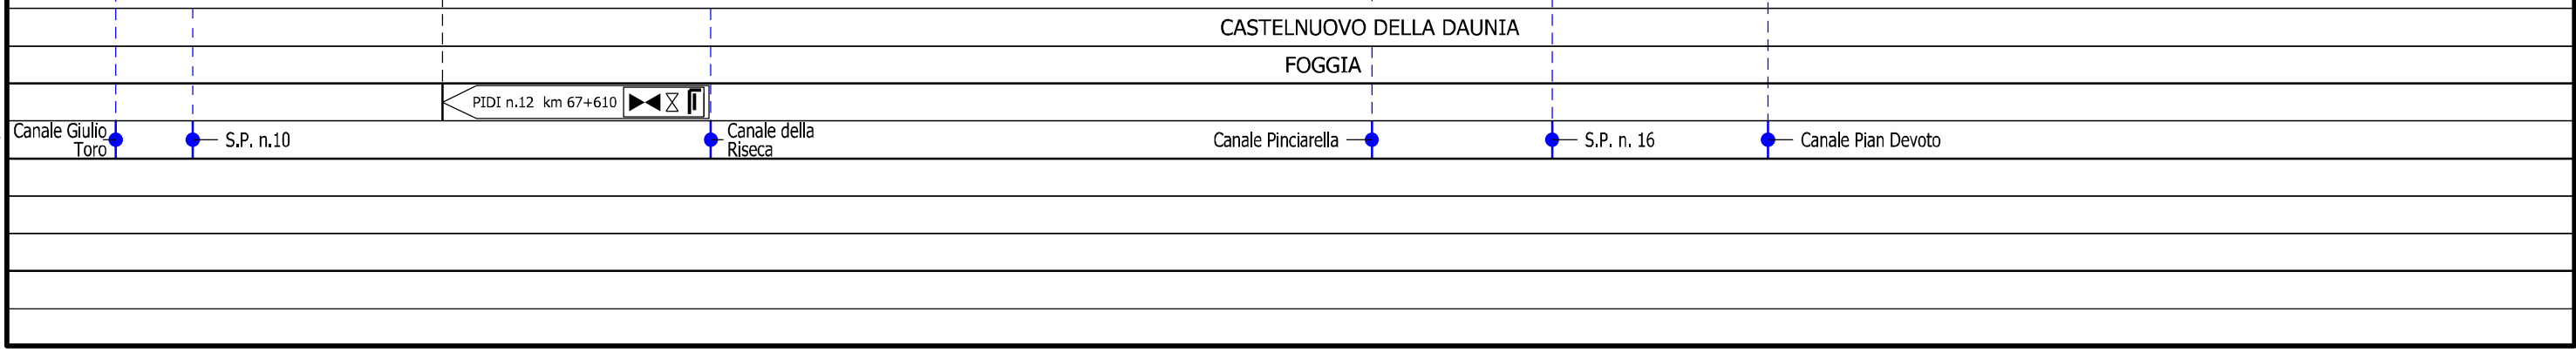 CASTELNUOVO DELLA DAUNIA
FOGGIA
PIDI n.12 km 67+610
Canale Giulio
Toro
S.P. n.10
Canale della
Riseca
Canale Pinciarella
S.P. n. 16
Canale Pian Devoto